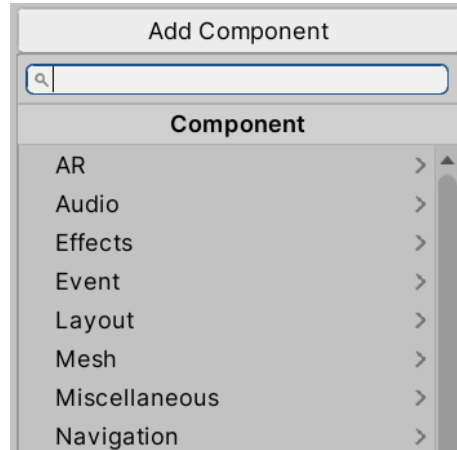 Add Component
Component
AR
Audio
Effects
Event
Layout
Mesh
Miscellaneous
Navigation